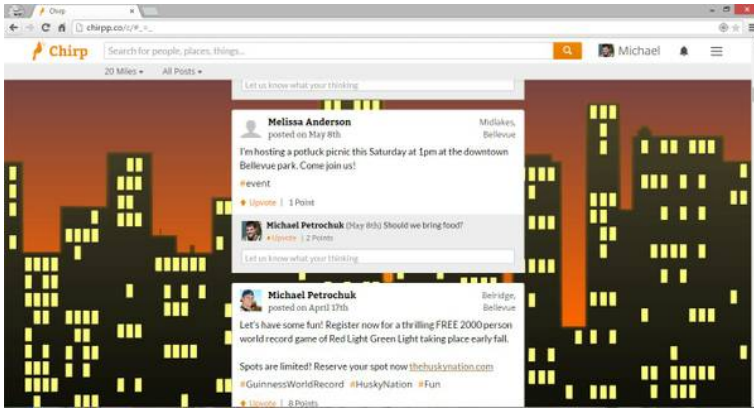 Chirp
chirpp.co/c/#_=_
Chirp
Search for people, places, things...
Michael
20 Miles
All Posts
Let us know what your thinking
Melissa Anderson
Midlakes,
posted on May 8th
Bellevue
I'm hosting a potluck picnic this Saturday at 1pm at the downtown
Bellevue park. Come join us!
#event
Upvote | 1 Point
Michael Petrochuk (May 8th) Should we bring food?
Upvote | 2 Points
Let us know what your thinking
Michael Petrochuk
Belridge,
posted on April 17th
Bellevue
Let's have some fun! Register now for a thrilling FREE 2000 person
world record game of Red Light Green Light taking place early fall.
Spots are limited! Reserve your spot now thehuskynation.com
#GuinnessWorldRecord #HuskyNation #Fun
Upvote | 8 Points